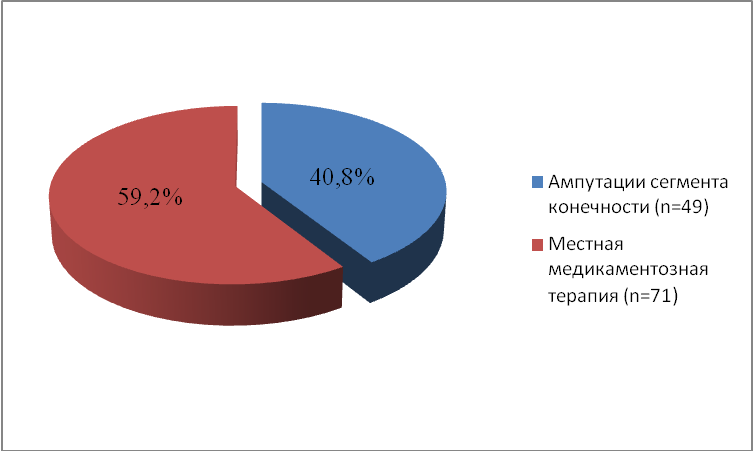 59,2%
40,8%
Ампутации сегмента
конечности (n=49)
Местная
медикаментозная
терапия (n=71)